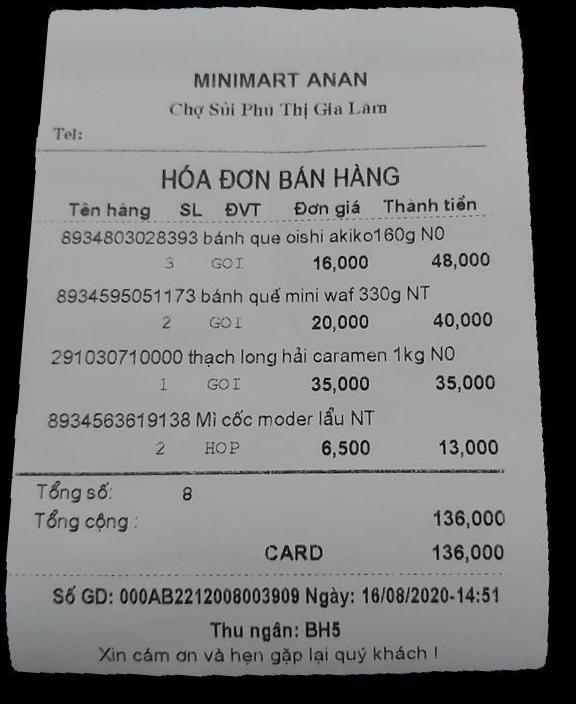 MINIMART ANAN
Chợ Sủi Phú Thị Gia Lâm
Tel:
HÓA ĐƠN BÁN HÀNG
Tên hàng SL ĐVT Đơn giá Thành tiền
8934803028393 bánh que oishi akiko160g N0
3 GOI 16,000 48,000
8934595051173 bánh quế mini waf 330g NT
2 GOI 20,000 40,000
291030710000 thạch long hải caramen 1kg N0
1 GOI 35,000 35,000
8934563619138 Mì cốc moder lẩu NT
2 HOP 6,500 13,000
Tổng số: 8
Tổng cộng : 136,000
CARD 136,000
Số GD: 000AB2212008003909 Ngày: 16/08/2020-14:51
Thu ngân: BH5
Xin cám ơn và hẹn gặp lại quý khách !